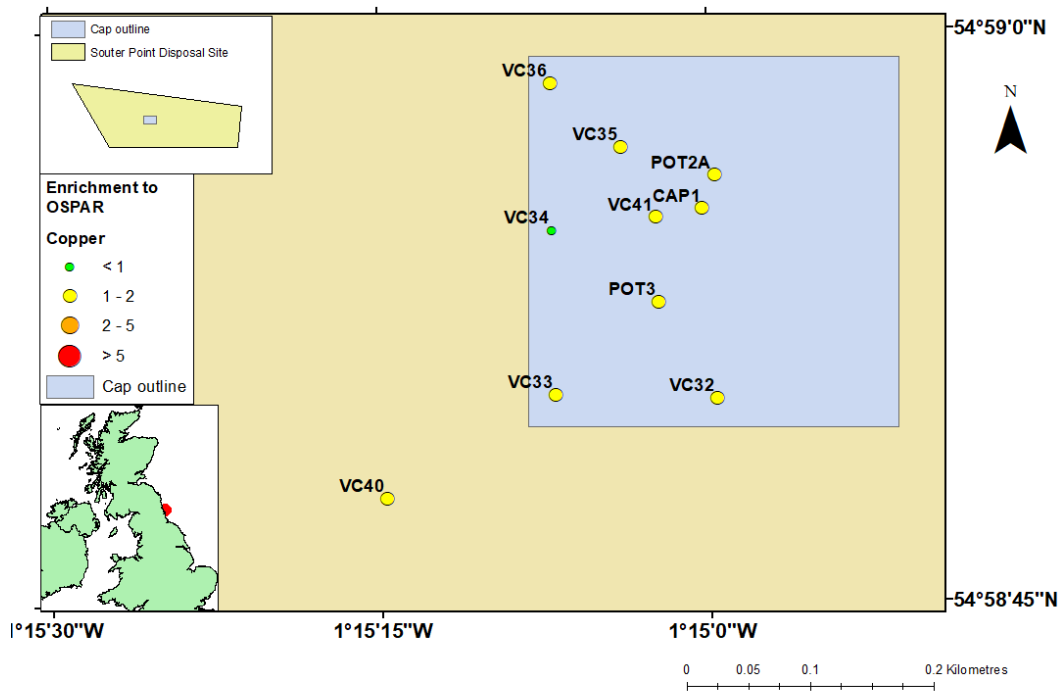 Cap outline
Souter Point Disposal Site
Enrichment to
OSPAR
Copper
< 1
1 - 2
2 - 5
> 5
Cap outline
VC36
VC35
POT2A
CAP1
VC41
VC34
POT3
VC33
VC32
VC40
54°59'0"N
N
54°58'45"N
1°15'30"W
1°15'15"W
1°15'0"W
0 0.05 0.1 0.2 Kilometres